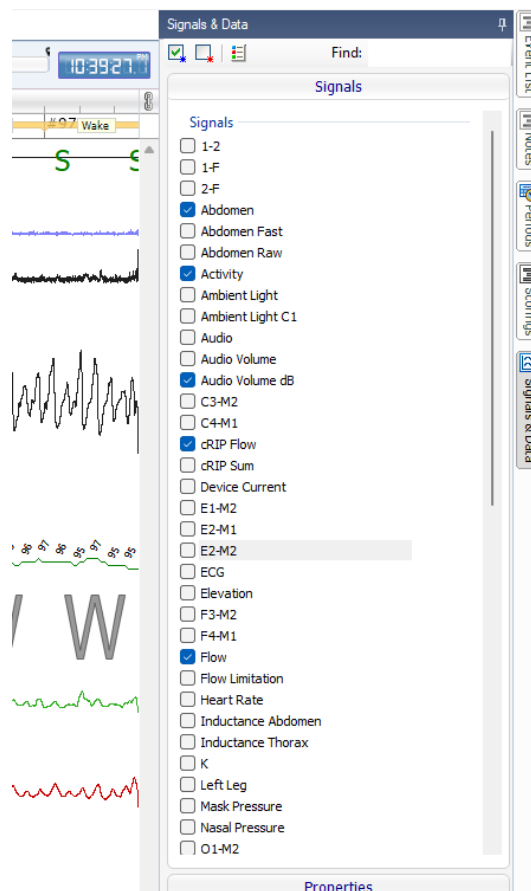 Signals & Data
10:39:27. PM
Find:
Signals
#97 Wake
S S
Signals
1-2
1-F
2-F
Abdomen
Abdomen Fast
Abdomen Raw
Activity
Ambient Light
Ambient Light C1
Audio
Audio Volume
Audio Volume dB
C3-M2
C4-M1
cRIP Flow
cRIP Sum
Device Current
E1-M2
E2-M1
E2-M2
ECG
Elevation
F3-M2
F4-M1
Flow
Flow Limitation
Heart Rate
Inductance Abdomen
Inductance Thorax
K
Left Leg
Mask Pressure
Nasal Pressure
O1-M2
Properties
96 97 96 95 97 95 95
W
Event List
Notes
Periods
Scorings
Signals & Data